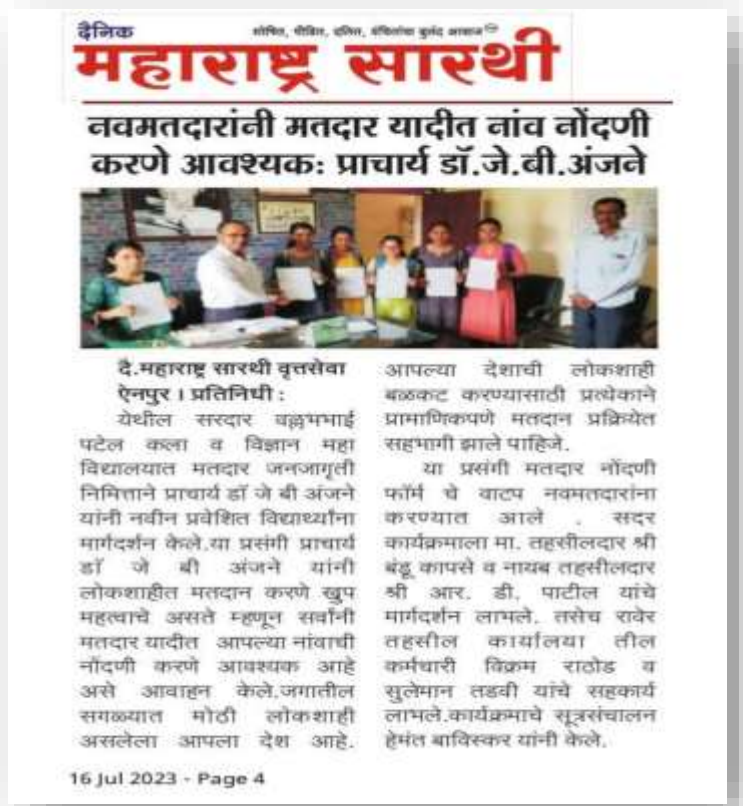 दैनिक
शोषित, पीडित, दलित, वंचितांचा बुलंद आवाज
महाराष्ट्र सारथी
नवमतदारांनी मतदार यादीत नांव नोंदणी
करणे आवश्यक: प्राचार्य डॉ.जे.बी.अंजने
दै.महाराष्ट्र सारथी वृत्तसेवा
ऐनपुर । प्रतिनिधी :
येथील सरदार वल्लभभाई
पटेल कला व विज्ञान महा
विद्यालयात मतदार जनजागृती
निमित्ताने प्राचार्य डॉ जे बी अंजने
यांनी नवीन प्रवेशित विद्यार्थ्यांना
मार्गदर्शन केले.या प्रसंगी प्राचार्य
डॉ जे बी अंजने यांनी
लोकशाहीत मतदान करणे खुप
महत्वाचे असते म्हणून सर्वांनी
मतदार यादीत आपल्या नांवाची
नोंदणी करणे आवश्यक आहे
असे आवाहन केले.जगातील
सगळ्यात मोठी लोकशाही
असलेला आपला देश आहे.
आपल्या देशाची लोकशाही
बळकट करण्यासाठी प्रत्येकाने
प्रामाणिकपणे मतदान प्रक्रियेत
सहभागी झाले पाहिजे.
या प्रसंगी मतदार नोंदणी
फॉर्म चे वाटप नवमतदारांना
करण्यात आले . सदर
कार्यक्रमाला मा. तहसीलदार श्री
बंडू कापसे व नायब तहसीलदार
श्री आर. डी. पाटील यांचे
मार्गदर्शन लाभले. तसेच रावेर
तहसील कार्यालया तील
कर्मचारी विक्रम राठोड व
सुलेमान तडवी यांचे सहकार्य
लाभले.कार्यक्रमाचे सूत्रसंचालन
हेमंत बाविस्कर यांनी केले.
16 Jul 2023 - Page 4